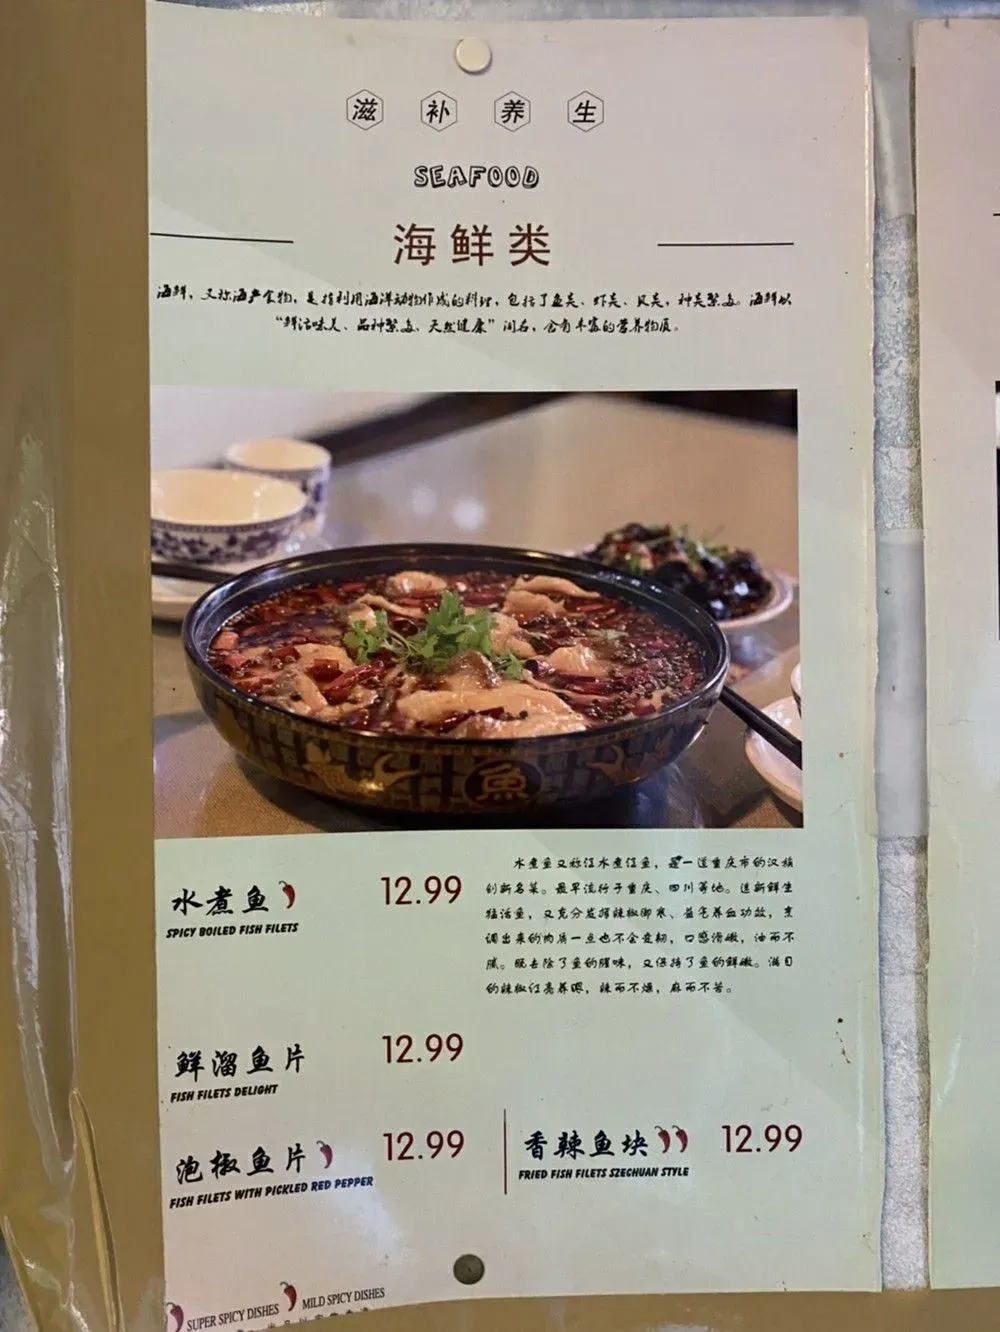 滋补养生
SEAFOOD
海鲜类
海鲜，又称海产食物，是指利用海洋动物作成的料理，包括了鱼类、虾类、贝类，种类繁多。海鲜以
“鲜活味美、品种繁多、天然健康”闻名，含有丰富的营养物质。
魚
水煮鱼 12.99
SPICY BOILED FISH FILETS
水煮鱼又称江水煮江鱼，是一道重庆市的汉族
创新名菜。最早流行于重庆、四川等地。选新鲜生
猛活鱼，又充分发挥辣椒御寒、益气养血功效，烹
调出来的肉质一点也不会变韧，口感滑嫩，油而不
腻。既去除了鱼的腥味，又保持了鱼的鲜嫩。满目
的辣椒红亮养眼，辣而不燥，麻而不苦。
鲜溜鱼片 12.99
FISH FILETS DELIGHT
泡椒鱼片 12.99
FISH FILETS WITH PICKLED RED PEPPER
香辣鱼块 12.99
FRIED FISH FILETS SZECHUAN STYLE
SUPER SPICY DISHES MILD SPICY DISHES